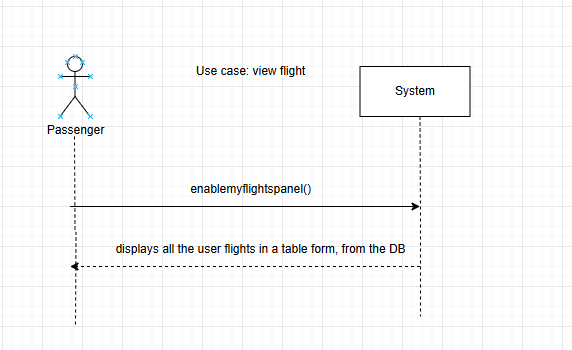 Use case: view flight
System
Passenger
enablemyflightspanel()
displays all the user flights in a table form, from the DB